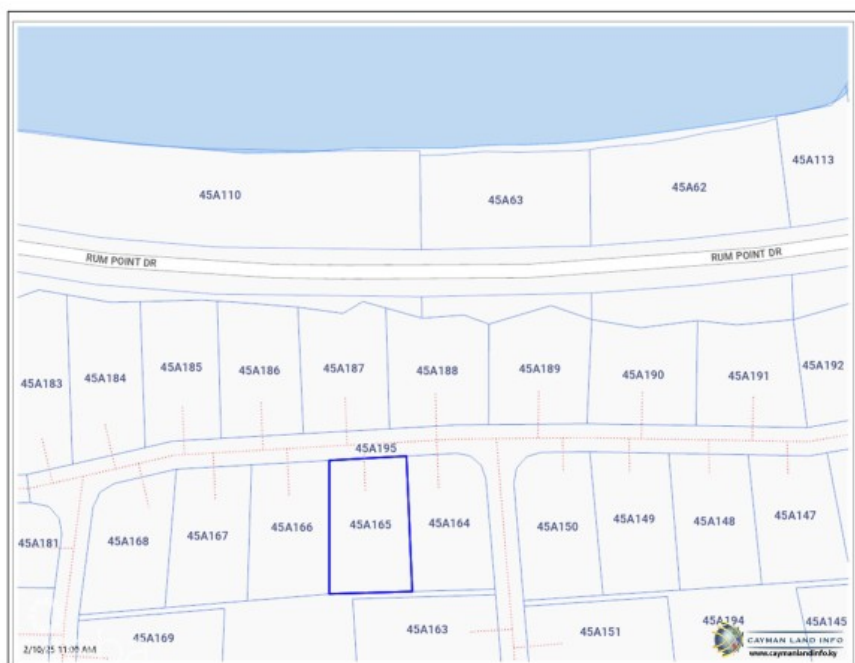 45A113
45A62
45A110
45A63
RUM POINT DR
RUM POINT DR
45A183
45A184
45A185
45A186
45A187
45A188
45A189
45A190
45A191
45A192
45A195
45A181
45A168
45A167
45A166
45A165
45A164
45A150
45A149
45A148
45A147
45A169
45A163
45A151
45A194
45A145
2/10/25 11:00 AM
CAYMAN LAND INFO
www.caymanlandinfo.ky